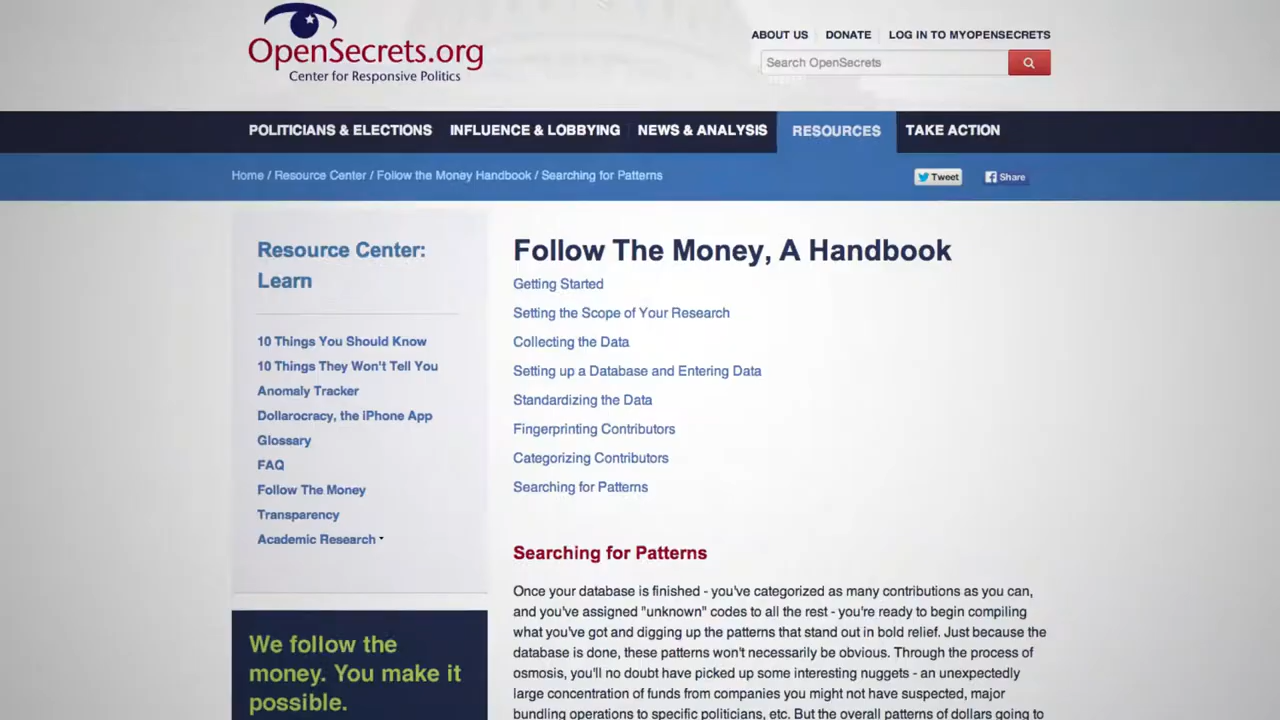 OpenSecrets.org
Center for Responsive Politics
ABOUT US
DONATE
LOG IN TO MYOPENSECRETS
Search OpenSecrets
POLITICIANS & ELECTIONS
INFLUENCE & LOBBYING
NEWS & ANALYSIS
RESOURCES
TAKE ACTION
Home / Resource Center / Follow the Money Handbook / Searching for Patterns
Tweet
Share
Resource Center:
Learn
10 Things You Should Know
10 Things They Won't Tell You
Anomaly Tracker
Dollarocracy, the iPhone App
Glossary
FAQ
Follow The Money
Transparency
Academic Research
We follow the
money. You make it
possible.
Follow The Money, A Handbook
Getting Started
Setting the Scope of Your Research
Collecting the Data
Setting up a Database and Entering Data
Standardizing the Data
Fingerprinting Contributors
Categorizing Contributors
Searching for Patterns
Searching for Patterns
Once your database is finished - you've categorized as many contributions as you can,
and you've assigned "unknown" codes to all the rest - you're ready to begin compiling
what you've got and digging up the patterns that stand out in bold relief. Just because the
database is done, these patterns won't necessarily be obvious. Through the process of
osmosis, you'll no doubt have picked up some interesting nuggets - an unexpectedly
large concentration of funds from companies you might not have suspected, major
bundling operations to specific politicians, etc. But the overall patterns of dollars going to